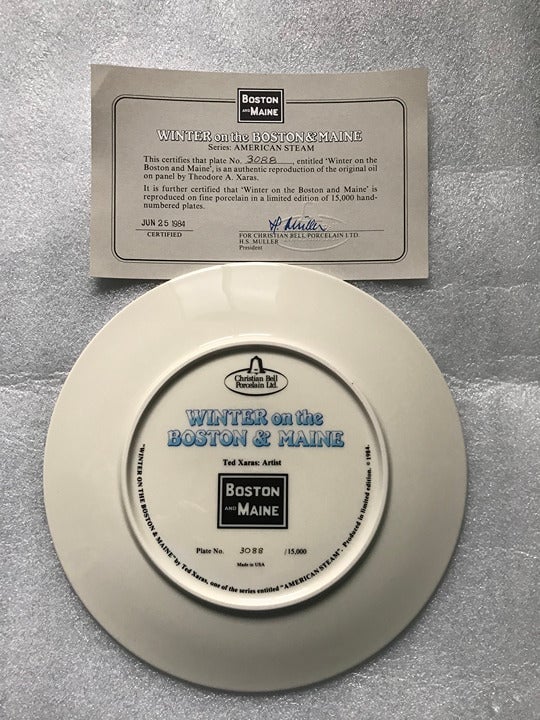 BOSTON
AND MAINE
WINTER on the BOSTON & MAINE
Series: AMERICAN STEAM
This certifies that plate No. 3088, entitled 'Winter on the
Boston and Maine', is an authentic reproduction of the original oil
on panel by Theodore A. Xaras.
It is further certified that 'Winter on the Boston and Maine' is
reproduced on fine porcelain in a limited edition of 15,000 hand-
numbered plates.
JUN 25 1984
CERTIFIED
H Muller
FOR CHRISTIAN BELL PORCELAIN LTD.
H.S. MULLER
President
Christian Bell
Porcelain Ltd.
WINTER on the
BOSTON & MAINE
Ted Xaras: Artist
BOSTON
AND MAINE
Plate No. 3088 /15,000
Made in USA
"WINTER ON THE BOSTON & MAINE" by Ted Xaras, one of the series entitled "AMERICAN STEAM". Produced in limited edition. © 1984.